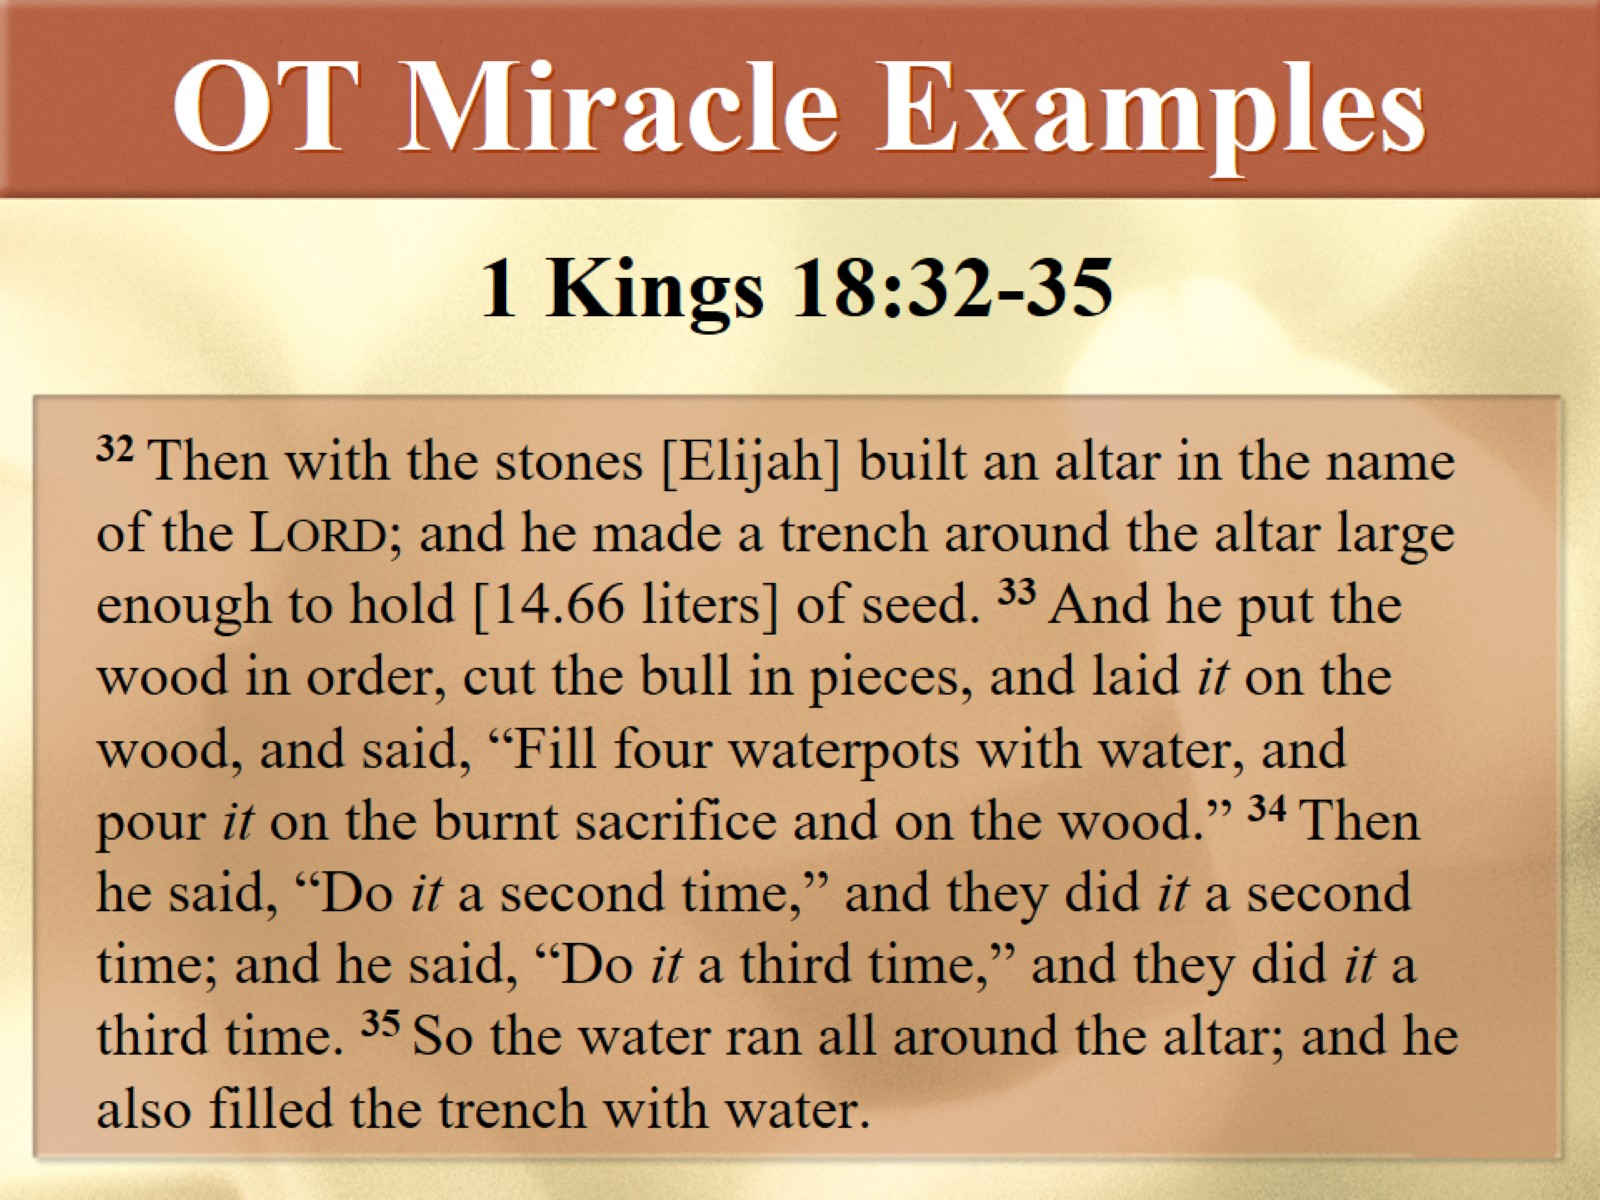 OT Miracle Examples
1 Kings 18:32-35
32 Then with the stones [Elijah] built an altar in the name
of the LORD; and he made a trench around the altar large
enough to hold [14.66 liters] of seed. 33 And he put the
wood in order, cut the bull in pieces, and laid it on the
wood, and said, “Fill four waterpots with water, and
pour it on the burnt sacrifice and on the wood.” 34 Then
he said, “Do it a second time,” and they did it a second
time; and he said, “Do it a third time,” and they did it a
third time. 35 So the water ran all around the altar; and he
also filled the trench with water.